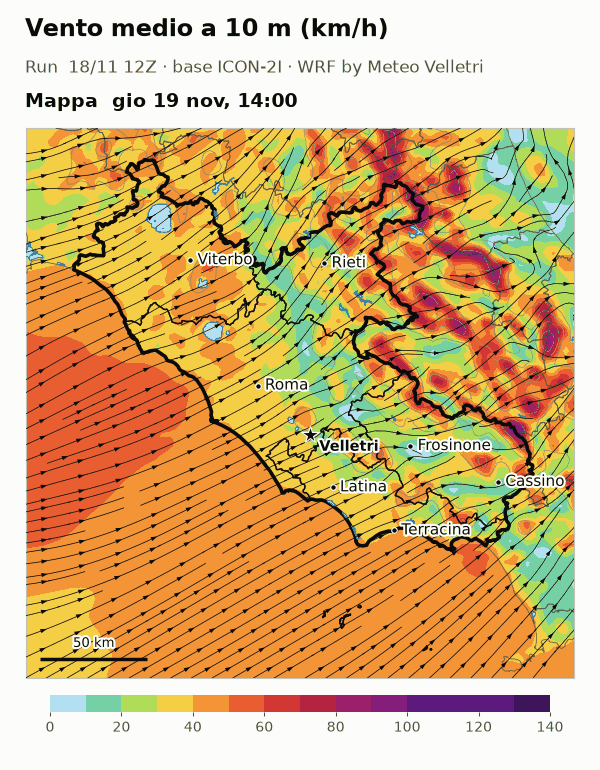 Vento medio a 10 m (km/h)
Run  18/11 12Z · base ICON-2I · WRF by Meteo Velletri
Mappa  gio 19 nov, 14:00
Viterbo
Rieti
Roma
Velletri
Frosinone
Latina
Cassino
Terracina
50 km
0 20 40 60 80 100 120 140